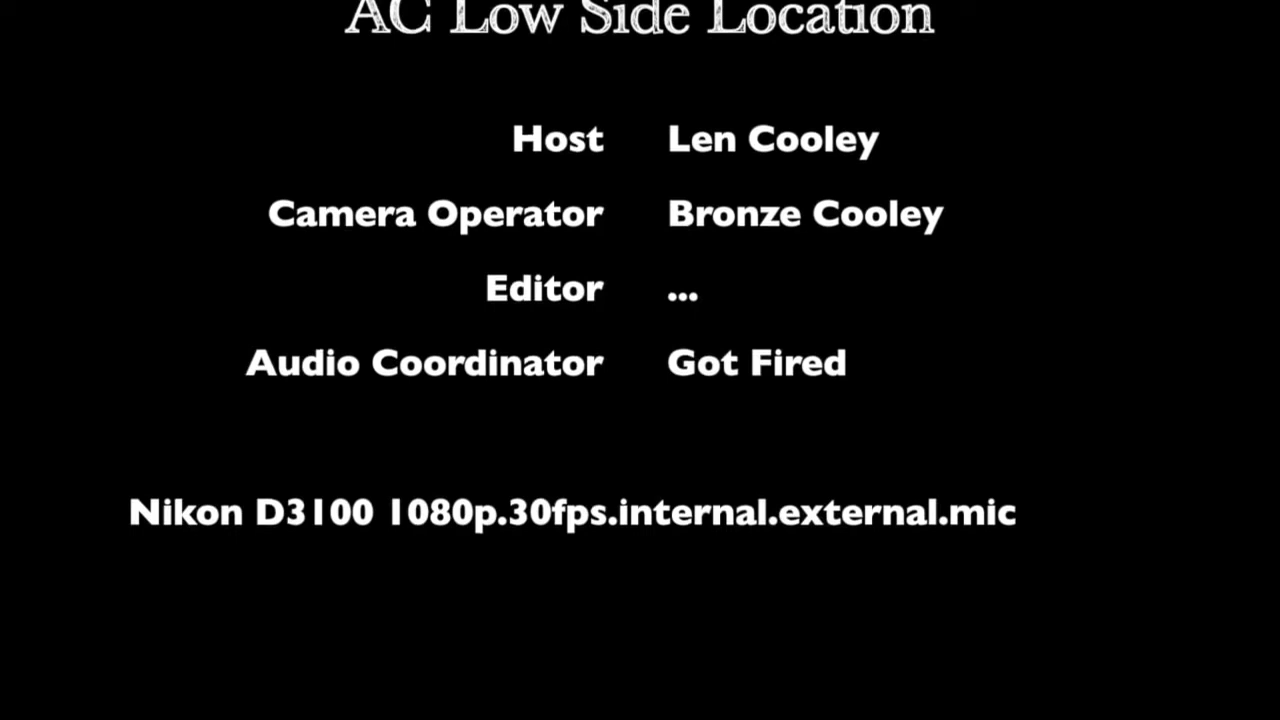 AC Low Side Location
Host Len Cooley
Camera Operator Bronze Cooley
Editor ...
Audio Coordinator Got Fired
Nikon D3100 1080p.30fps.internal.external.mic